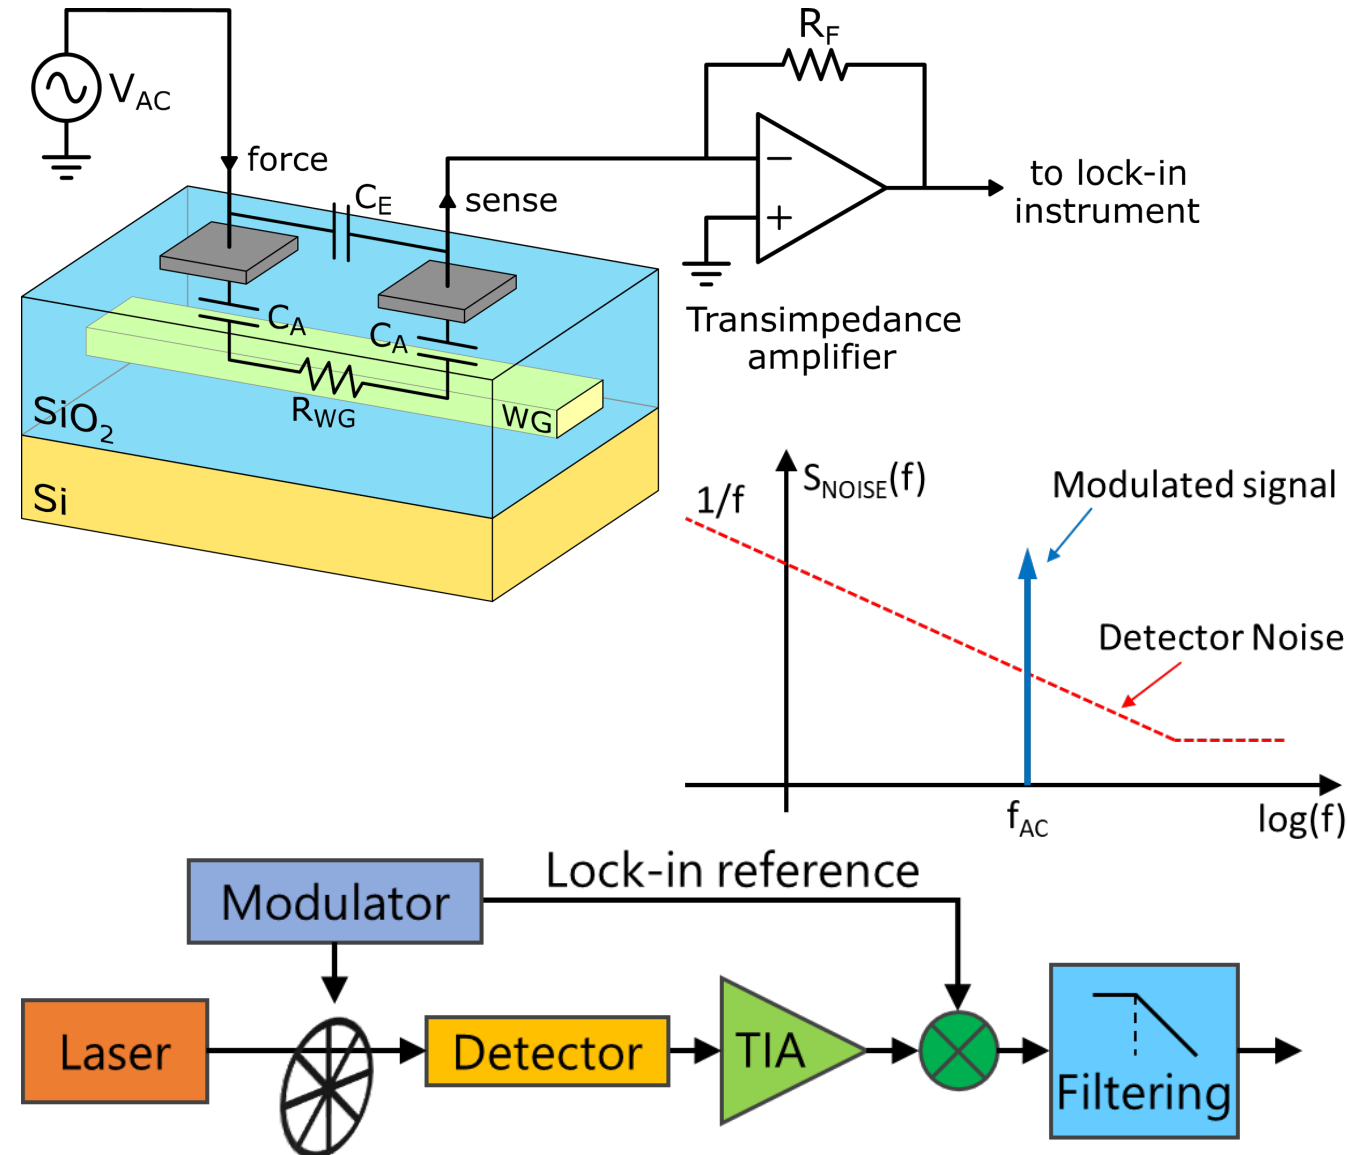 R_F
V_AC
force
C_E
sense
to lock-in
instrument
−
+
C_A
C_A
Transimpedance
amplifier
R_WG
WG
SiO₂
Si
S_NOISE(f)
1/f
Modulated signal
Detector Noise
f_AC
log(f)
Lock-in reference
Modulator
Laser
Detector
TIA
Filtering